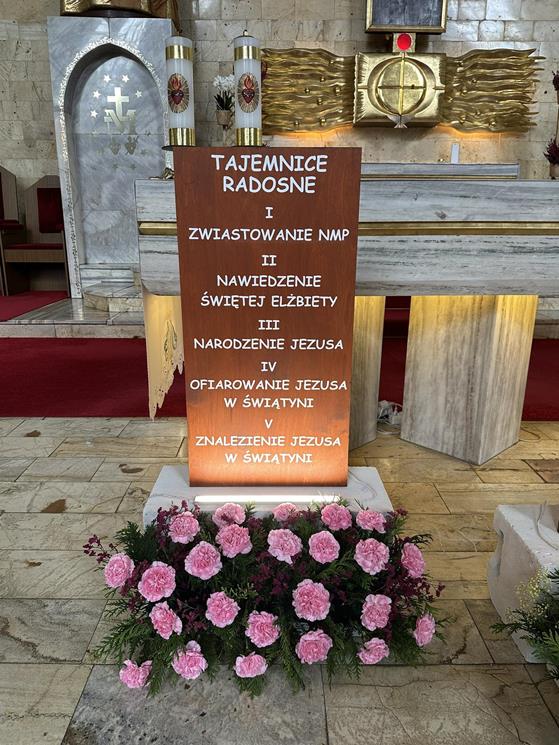 TAJEMNICE
RADOSNE
I
ZWIASTOWANIE NMP
II
NAWIEDZENIE
ŚWIĘTEJ ELŻBIETY
III
NARODZENIE JEZUSA
IV
OFIAROWANIE JEZUSA
W ŚWIĄTYNI
V
ZNALEZIENIE JEZUSA
W ŚWIĄTYNI